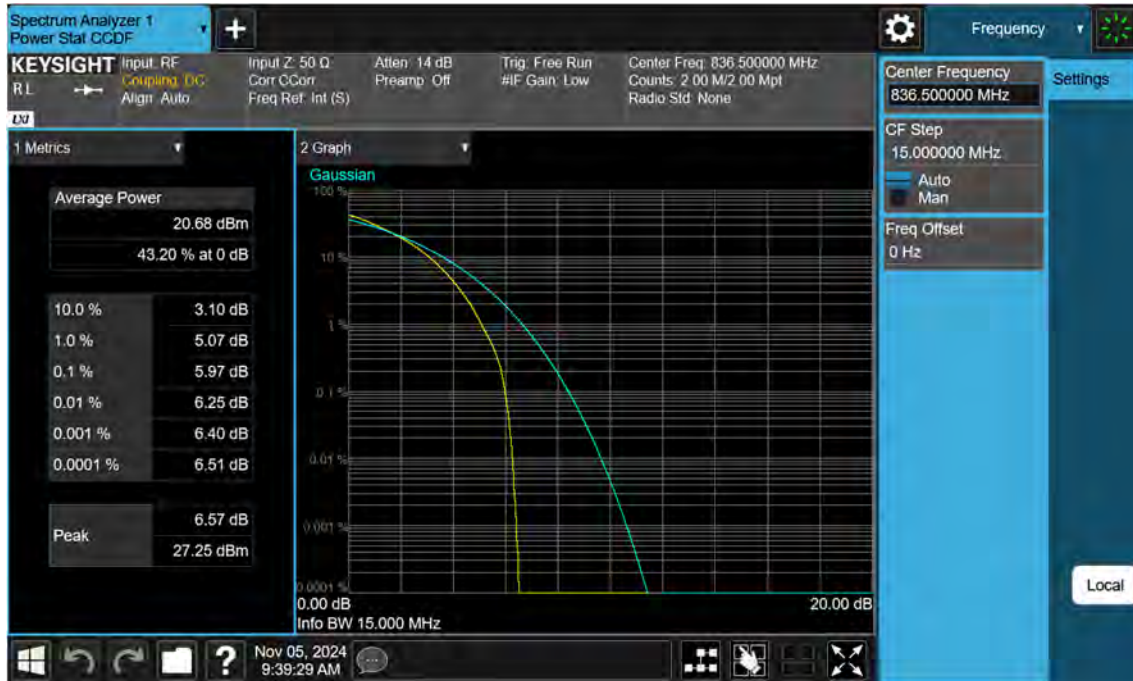 Spectrum Analyzer 1
Power Stat CCDF
+
Frequency
KEYSIGHT
RL
LXI
Input: RF
Coupling: DC
Align: Auto
Input Z: 50 Ω
Corr CCorr
Freq Ref: Int (S)
Atten: 14 dB
Preamp: Off
Trig: Free Run
#IF Gain: Low
Center Freq: 836.500000 MHz
Counts: 2.00 M/2.00 Mpt
Radio Std: None
Center Frequency
836.500000 MHz
Settings
CF Step
15.000000 MHz
Auto
Man
Freq Offset
0 Hz
Local
1 Metrics
Average Power
20.68 dBm
43.20 % at 0 dB
10.0 % 3.10 dB
1.0 % 5.07 dB
0.1 % 5.97 dB
0.01 % 6.25 dB
0.001 % 6.40 dB
0.0001 % 6.51 dB
Peak
6.57 dB
27.25 dBm
2 Graph
Gaussian
100 %
10 %
1 %
0.1 %
0.01 %
0.001 %
0.0001 %
0.00 dB
20.00 dB
Info BW 15.000 MHz
?
Nov 05, 2024
9:39:29 AM